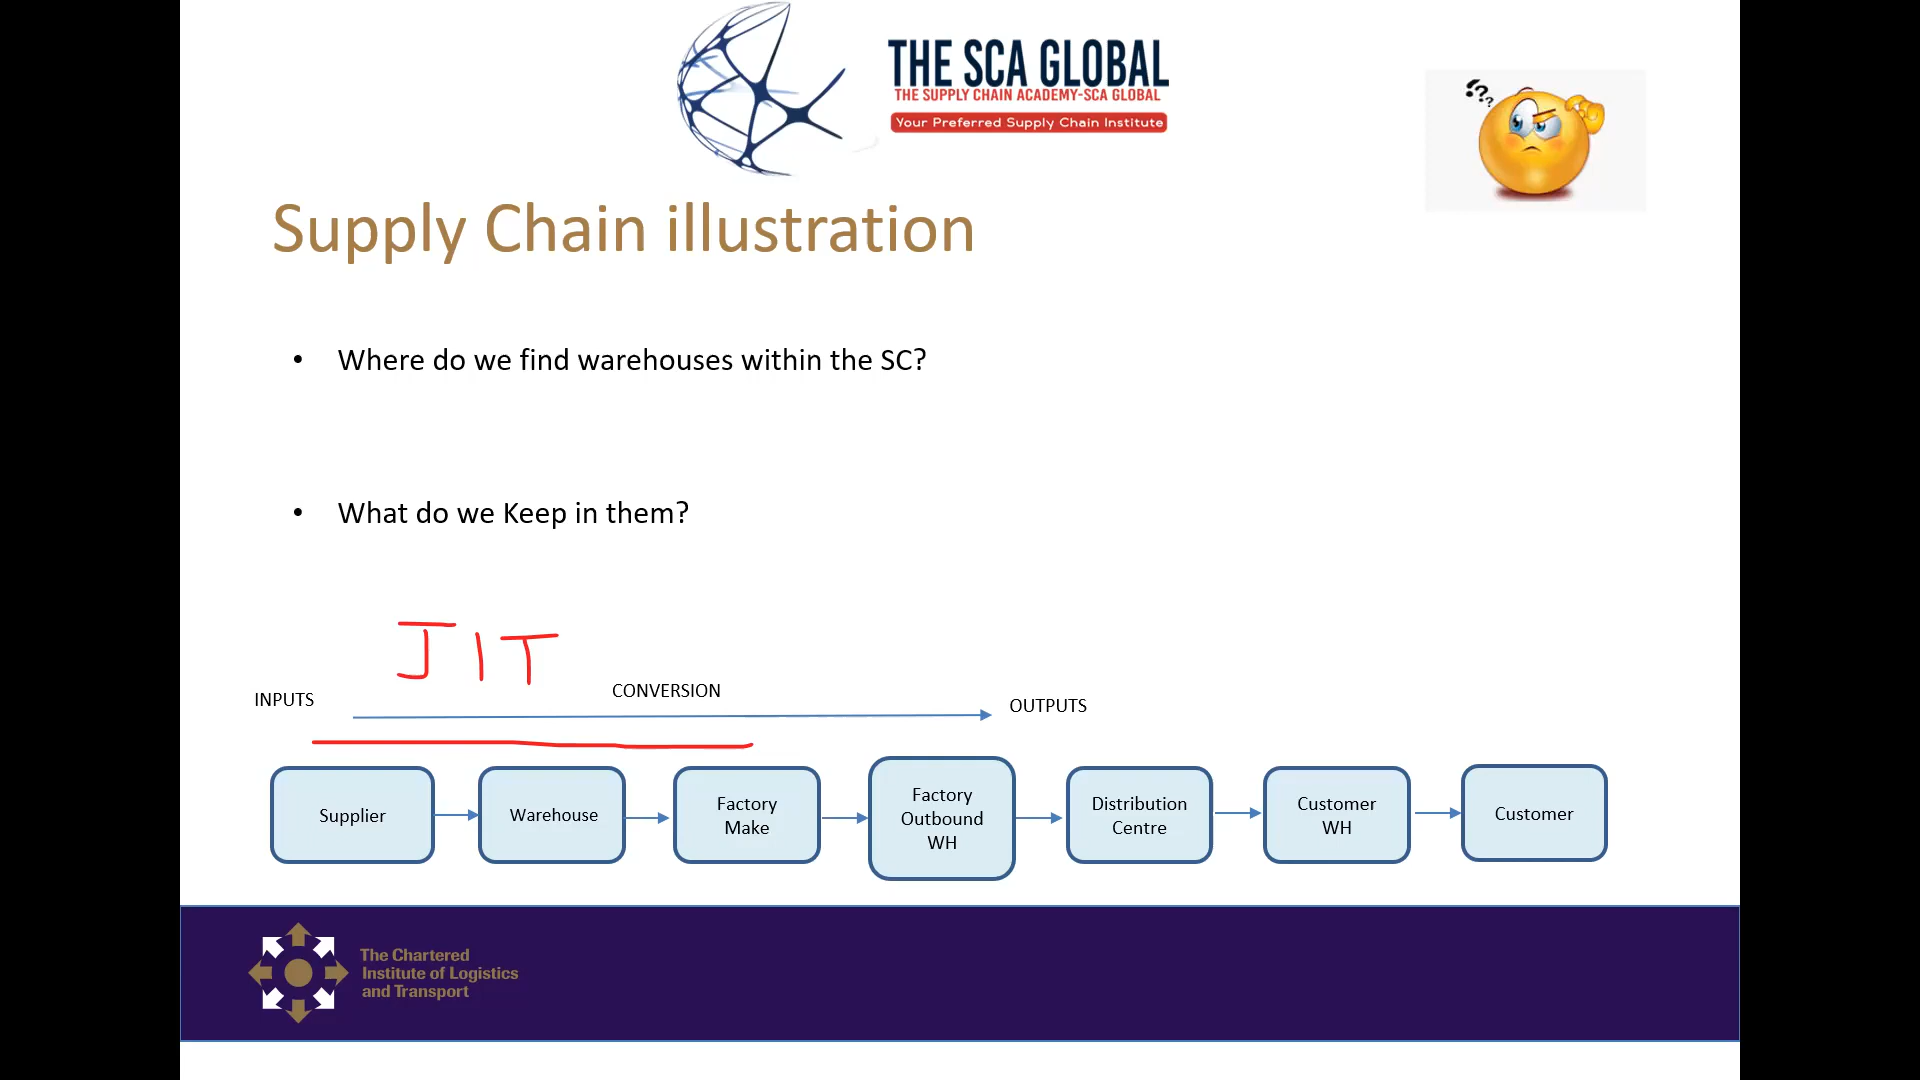 THE SCA GLOBAL
THE SUPPLY CHAIN ACADEMY-SCA GLOBAL
Your Preferred Supply Chain Institute
???
Supply Chain illustration
• Where do we find warehouses within the SC?
• What do we Keep in them?
JIT
INPUTS
CONVERSION
OUTPUTS
Supplier
Warehouse
Factory
Make
Factory
Outbound
WH
Distribution
Centre
Customer
WH
Customer
The Chartered
Institute of Logistics
and Transport